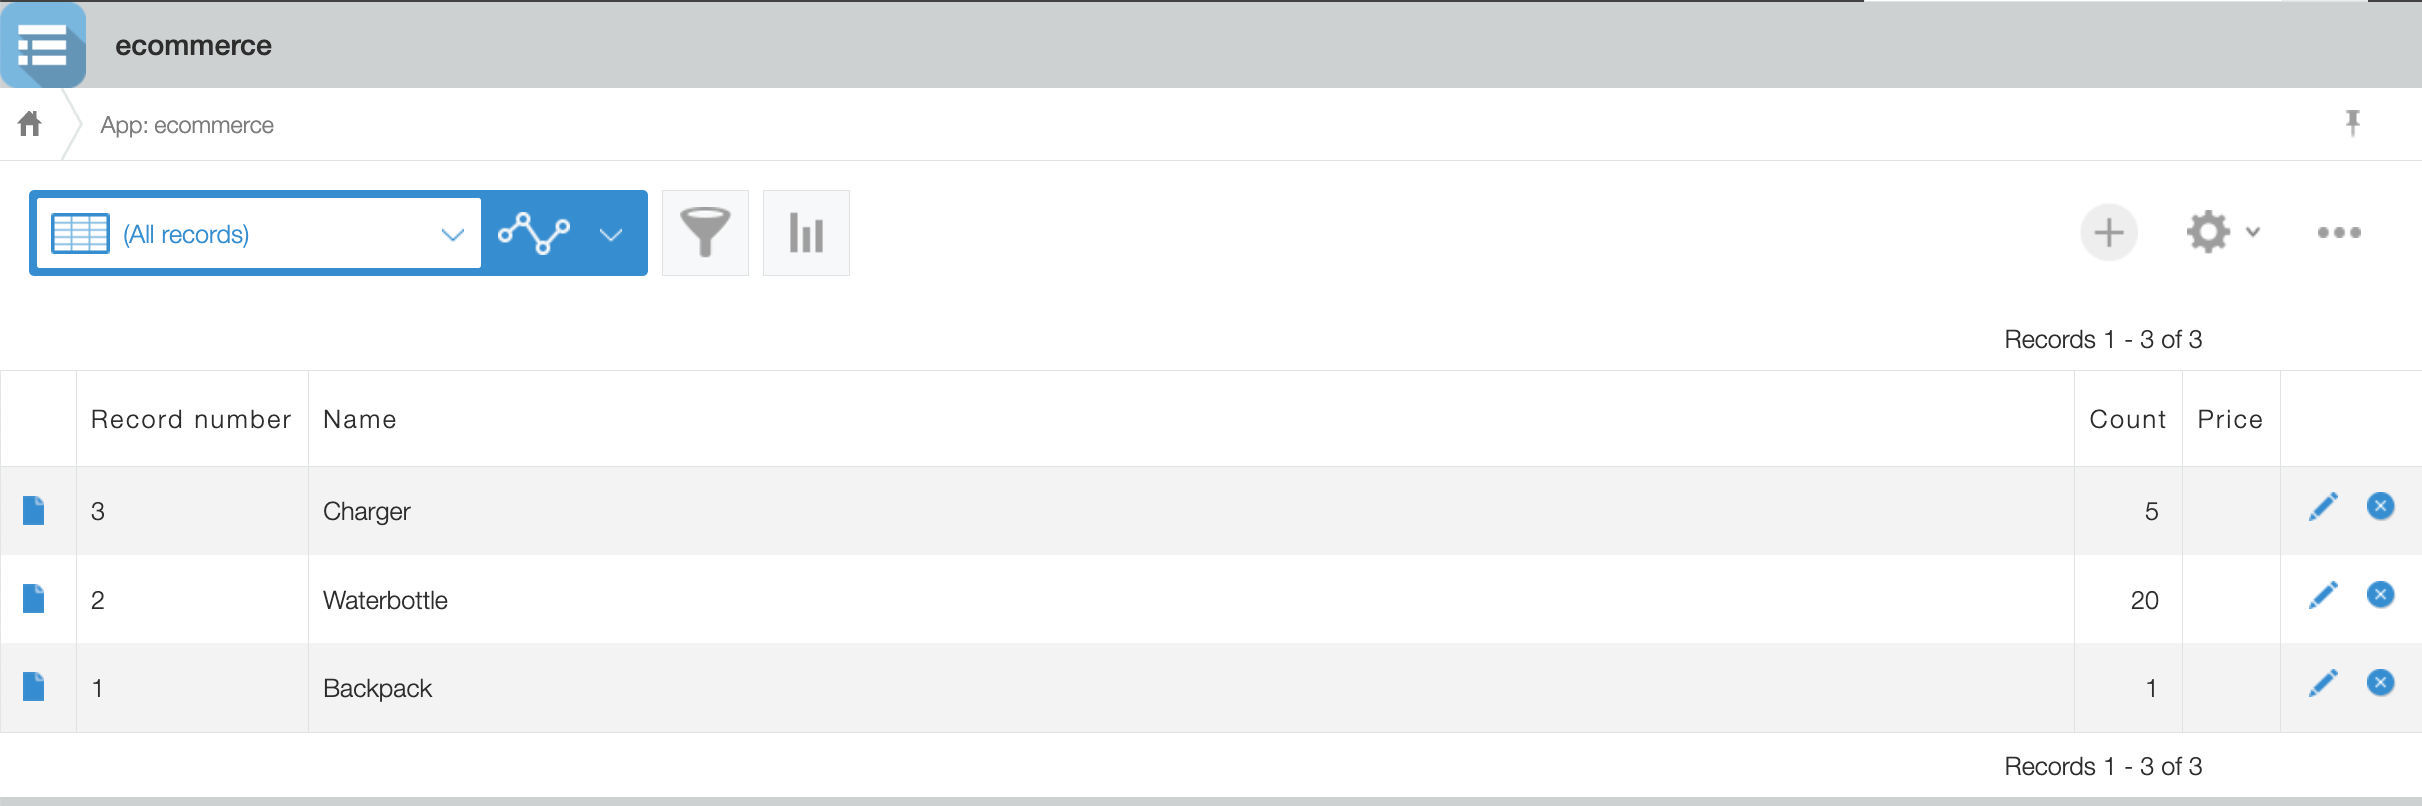 ecommerce
App: ecommerce
(All records)
Records 1 - 3 of 3
Record number Name Count Price
3 Charger 5
2 Waterbottle 20
1 Backpack 1
Records 1 - 3 of 3